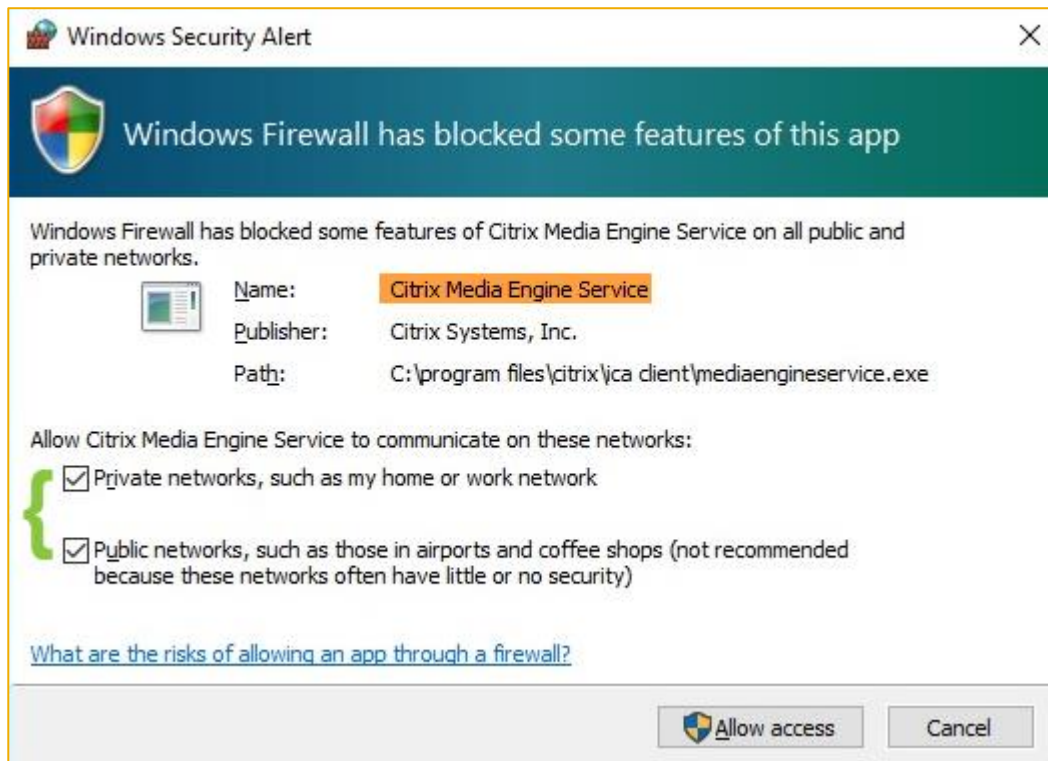 Windows Security Alert
Windows Firewall has blocked some features of this app
Windows Firewall has blocked some features of Citrix Media Engine Service on all public and
private networks.
Name: Citrix Media Engine Service
Publisher: Citrix Systems, Inc.
Path: C:\program files\citrix\ica client\mediaengineservice.exe
Allow Citrix Media Engine Service to communicate on these networks:
Private networks, such as my home or work network
Public networks, such as those in airports and coffee shops (not recommended
because these networks often have little or no security)
What are the risks of allowing an app through a firewall?
Allow access Cancel